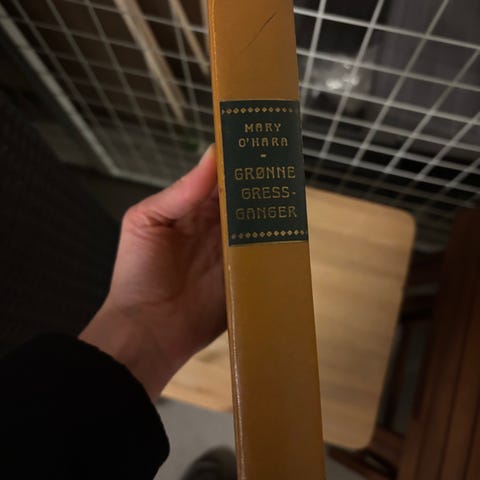 MARY
O'HARA
-
GRØNNE
GRESS-
GANGER